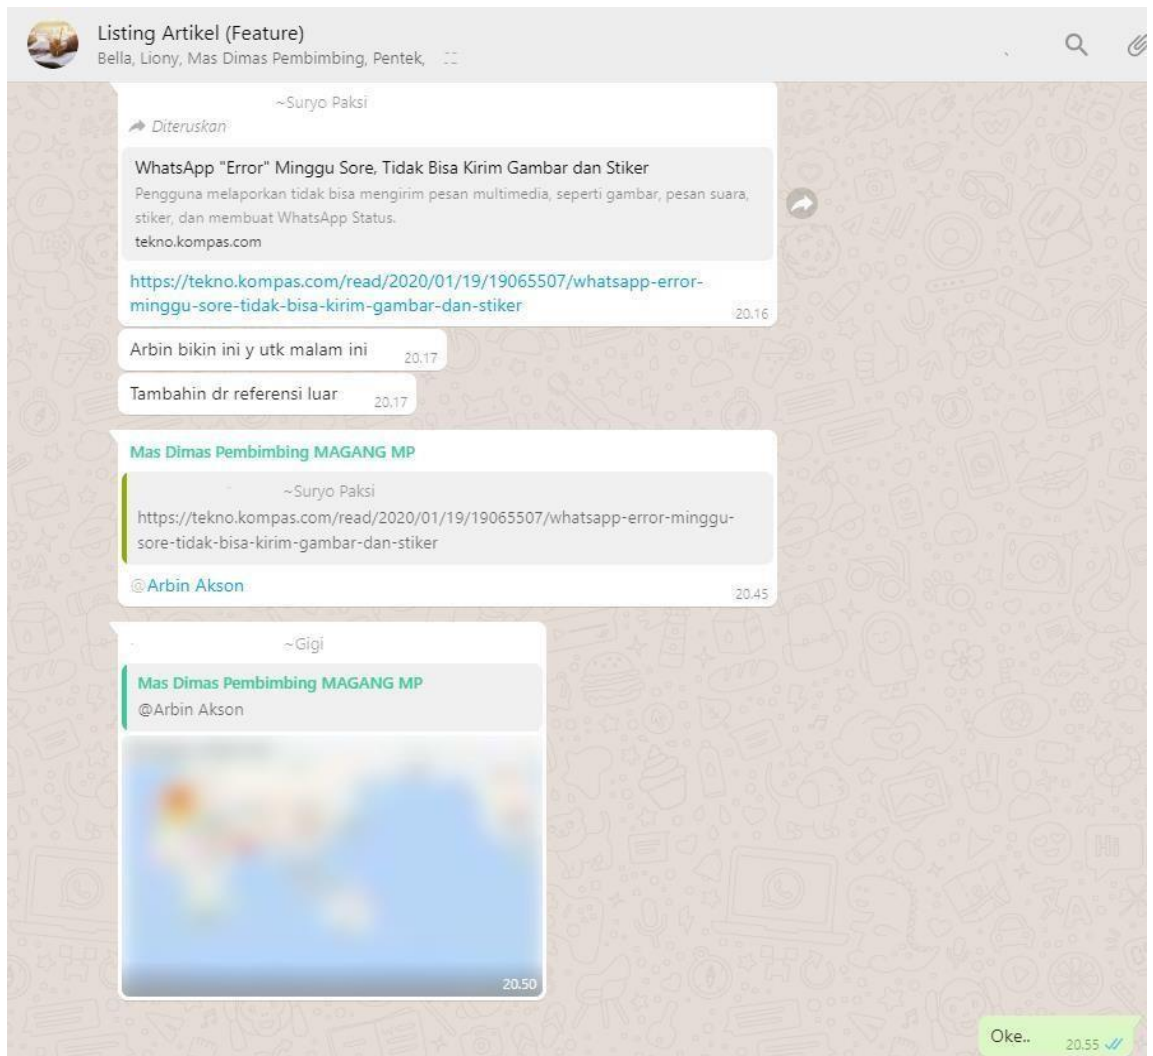 Listing Artikel (Feature)
Bella, Liony, Mas Dimas Pembimbing, Pentek,
~Suryo Paksi
Diteruskan
WhatsApp "Error" Minggu Sore, Tidak Bisa Kirim Gambar dan Stiker
Pengguna melaporkan tidak bisa mengirim pesan multimedia, seperti gambar, pesan suara,
stiker, dan membuat WhatsApp Status.
tekno.kompas.com
https://tekno.kompas.com/read/2020/01/19/19065507/whatsapp-error-
minggu-sore-tidak-bisa-kirim-gambar-dan-stiker
20.16
Arbin bikin ini y utk malam ini 20.17
Tambahin dr referensi luar 20.17
Mas Dimas Pembimbing MAGANG MP
~Suryo Paksi
https://tekno.kompas.com/read/2020/01/19/19065507/whatsapp-error-minggu-
sore-tidak-bisa-kirim-gambar-dan-stiker
@Arbin Akson 20.45
~Gigi
Mas Dimas Pembimbing MAGANG MP
@Arbin Akson
20.50
Oke.. 20.55